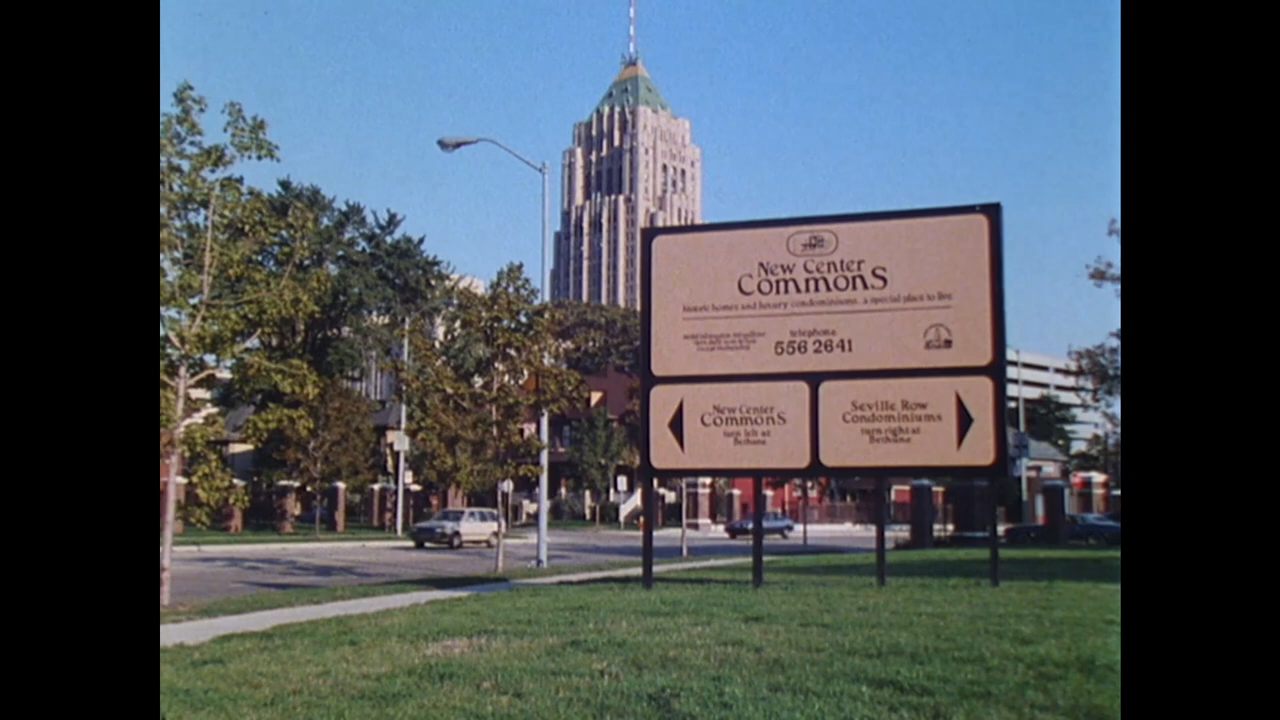 New Center
Commons
historic homes and luxury condominiums. a special place to live
telephone
556 2641
New Center
Commons
turn left at
Bethune
Seville Row
Condominiums
turn right at
Bethune